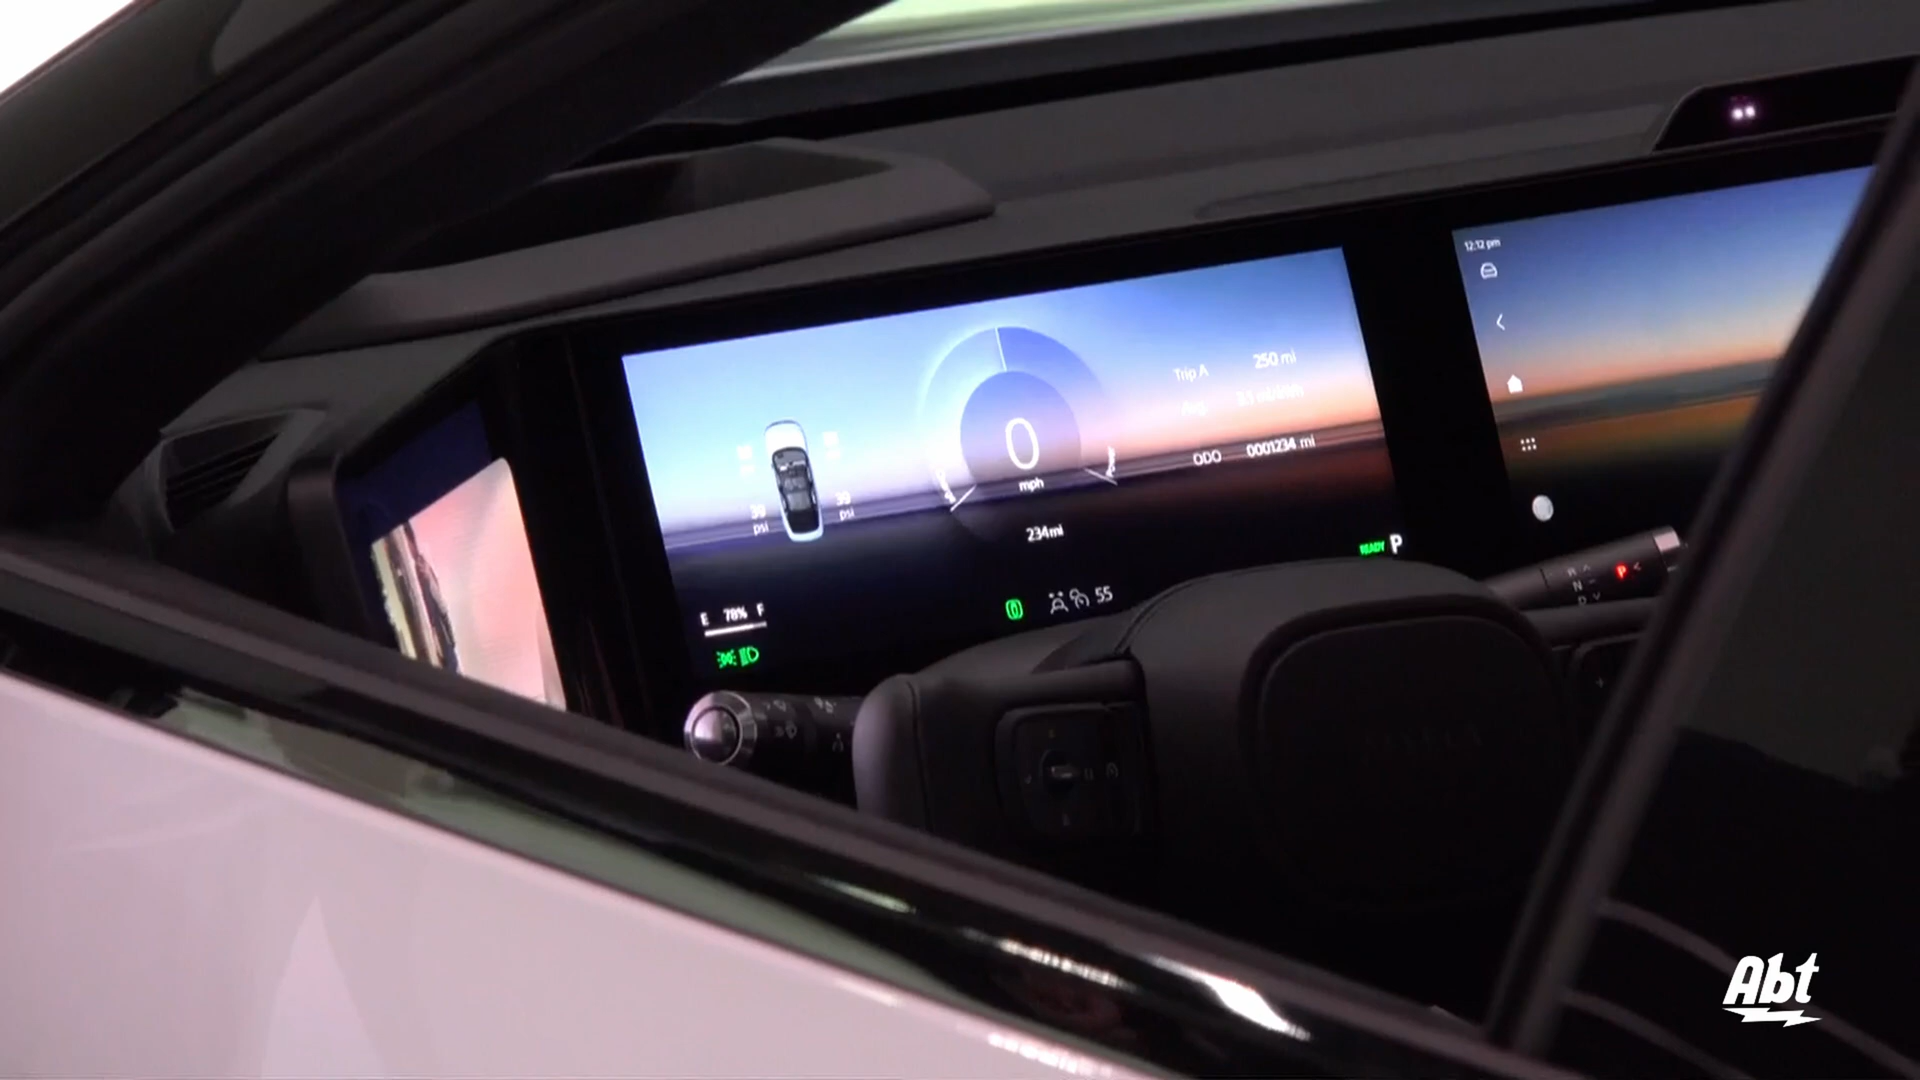 12:12 pm
Trip A 250 mi
Avg.
ODO 0001234 mi
0
mph
39 psi
39 psi
234mi
READY P
E 78% F
55
R
N
D
P
Abt